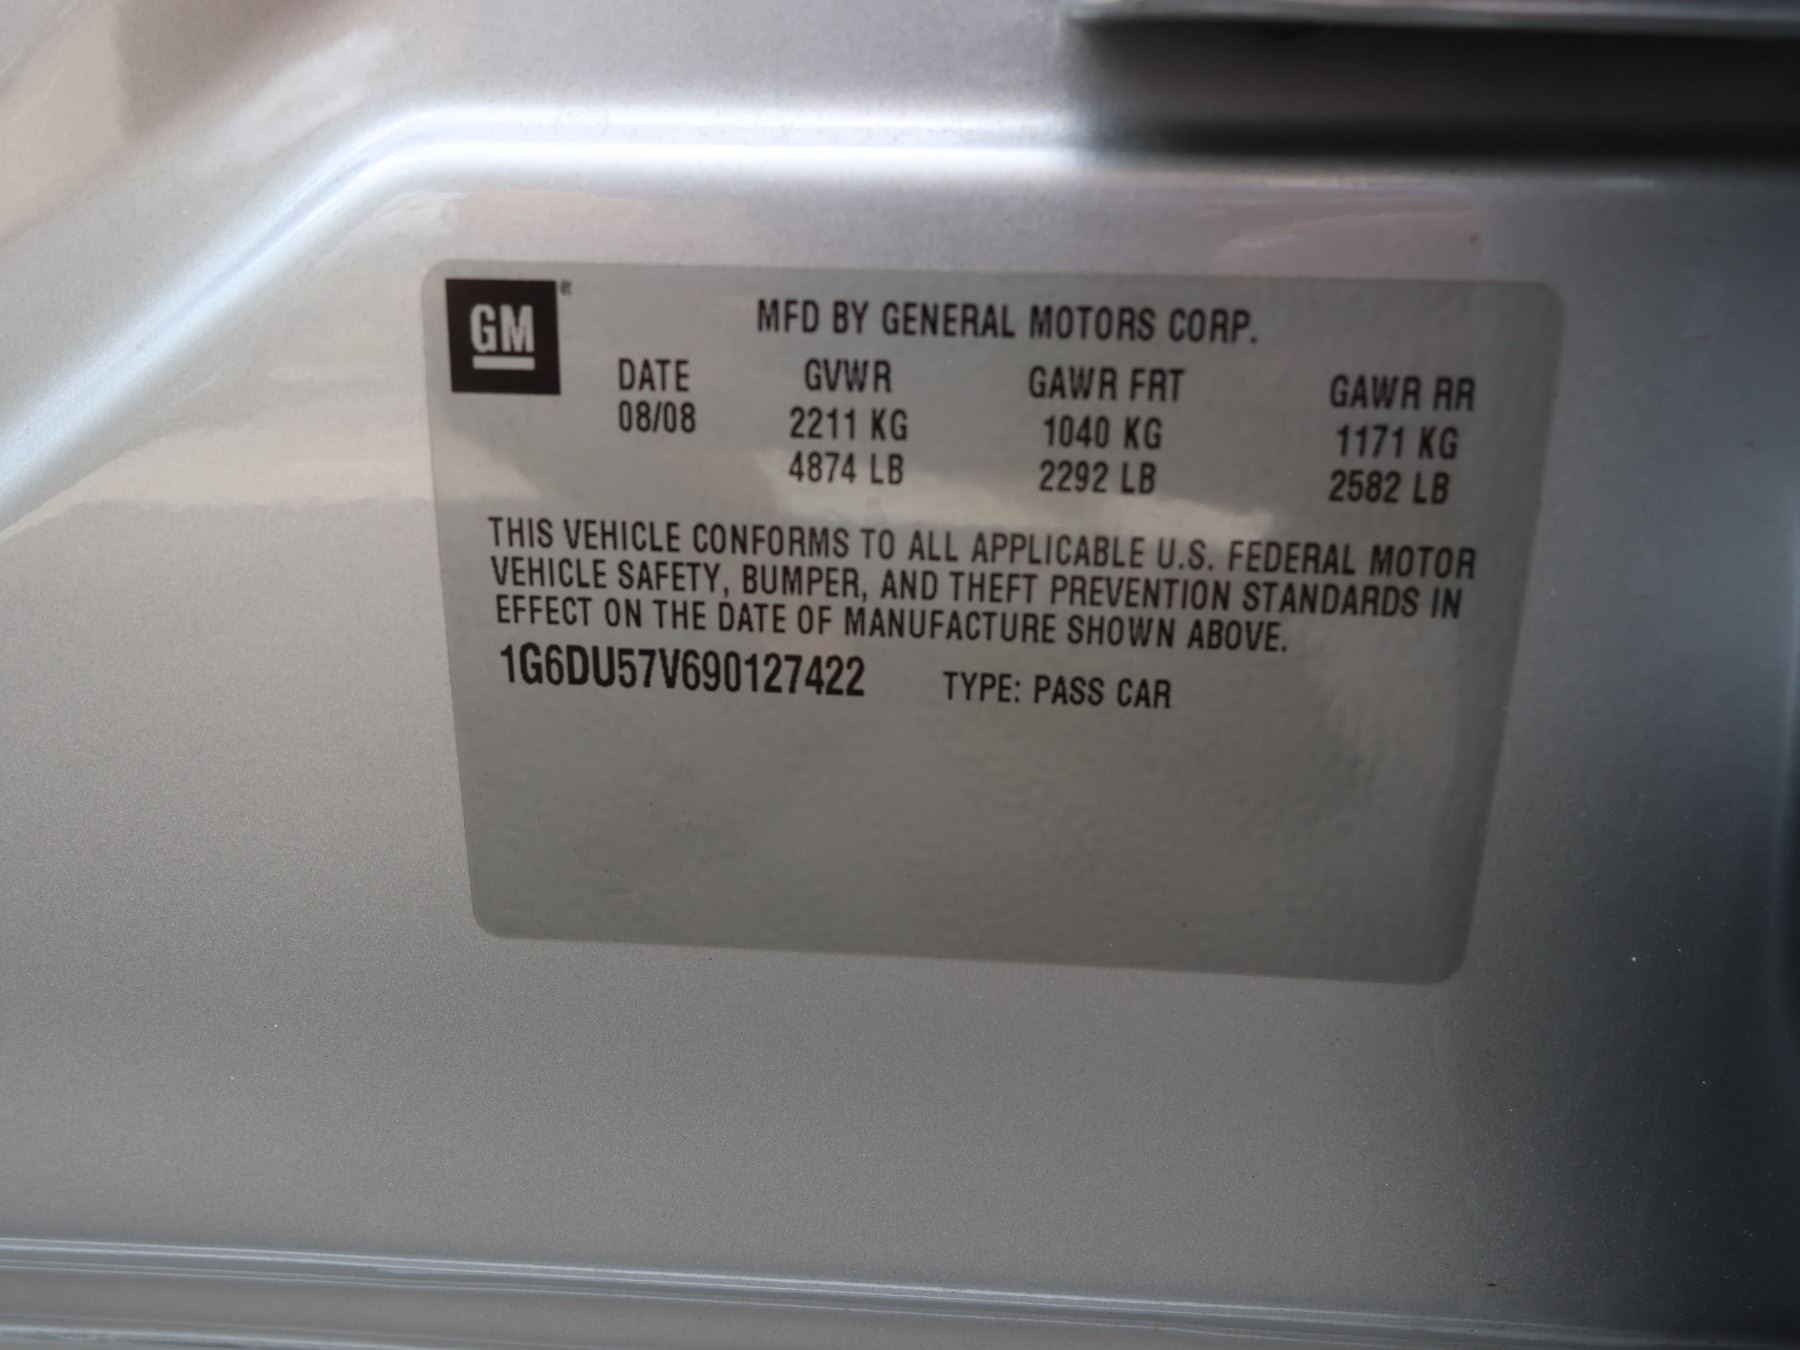 GM®
MFD BY GENERAL MOTORS CORP.
DATE GVWR GAWR FRT GAWR RR
08/08 2211 KG 1040 KG 1171 KG
4874 LB 2292 LB 2582 LB
THIS VEHICLE CONFORMS TO ALL APPLICABLE U.S. FEDERAL MOTOR
VEHICLE SAFETY, BUMPER, AND THEFT PREVENTION STANDARDS IN
EFFECT ON THE DATE OF MANUFACTURE SHOWN ABOVE.
1G6DU57V690127422 TYPE: PASS CAR